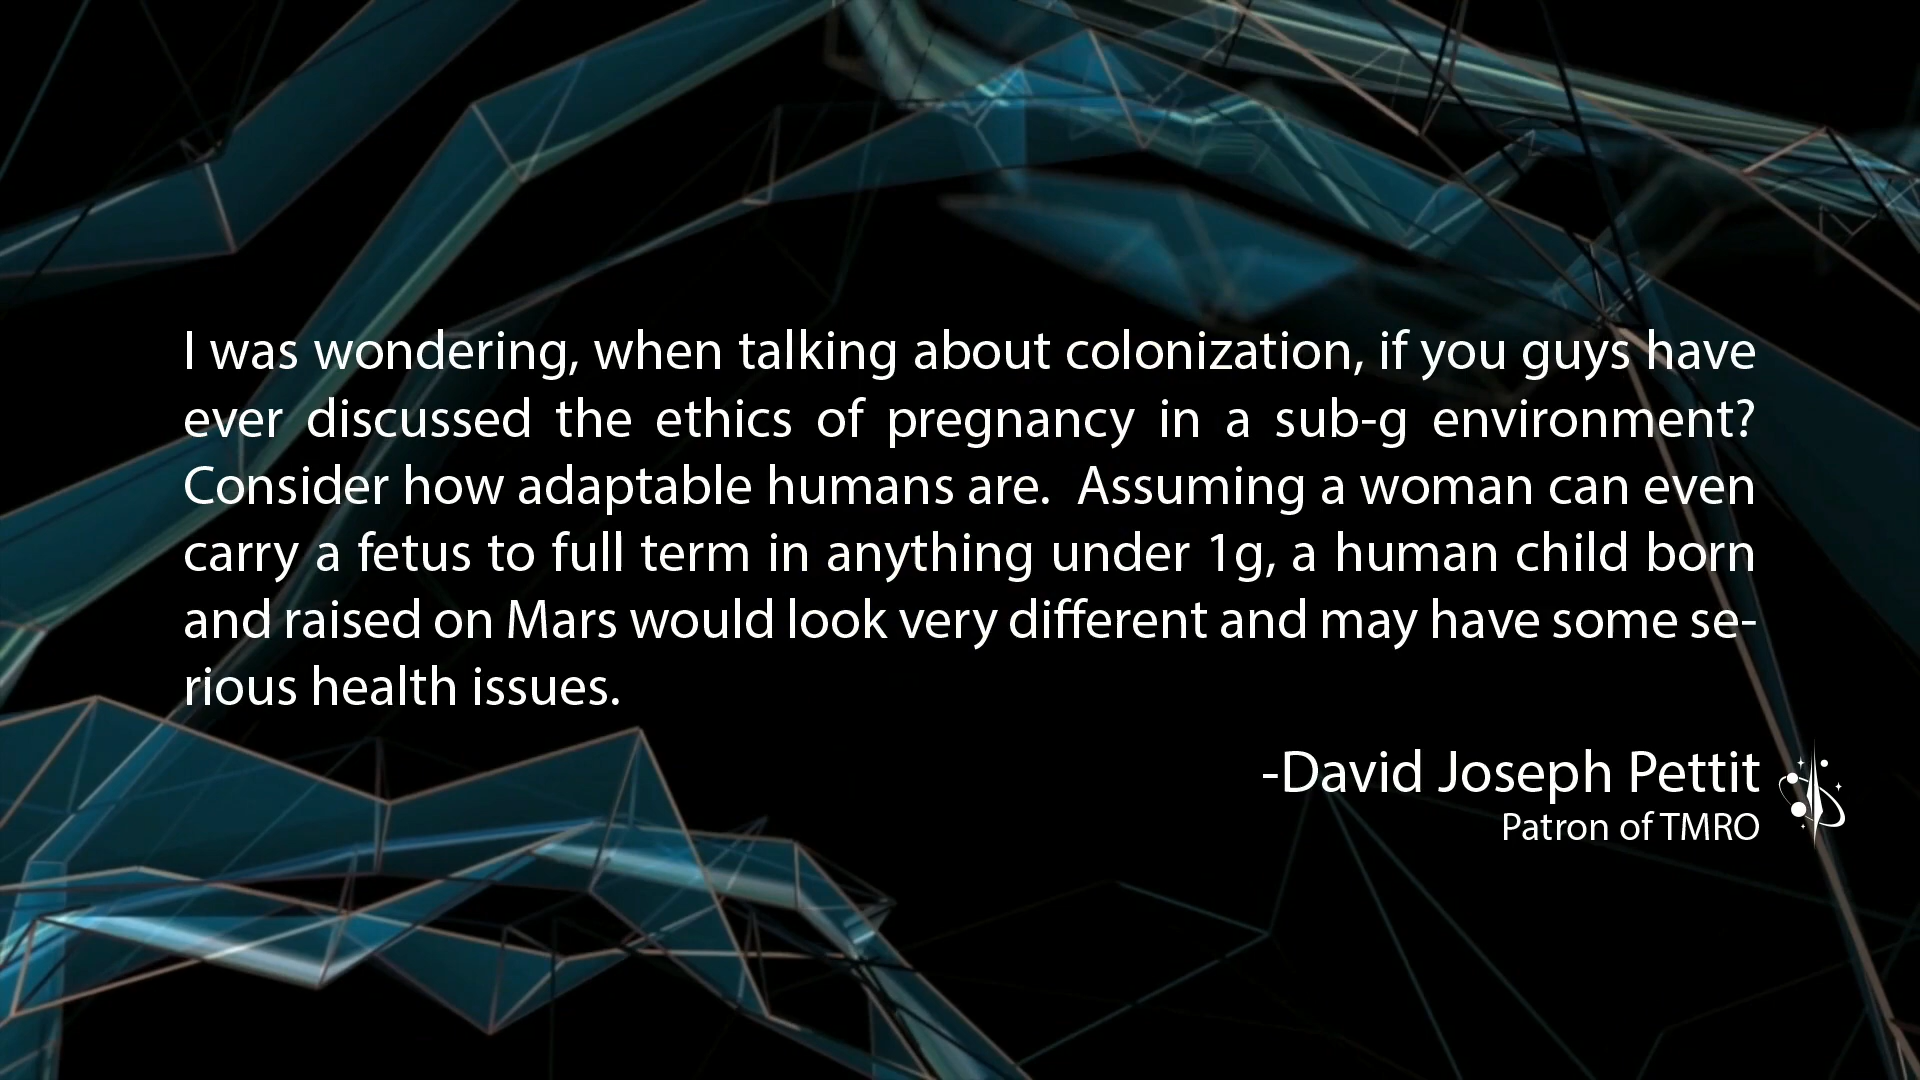 I was wondering, when talking about colonization, if you guys have
ever discussed the ethics of pregnancy in a sub-g environment?
Consider how adaptable humans are.  Assuming a woman can even
carry a fetus to full term in anything under 1g, a human child born
and raised on Mars would look very different and may have some se-
rious health issues.
-David Joseph Pettit
Patron of TMRO